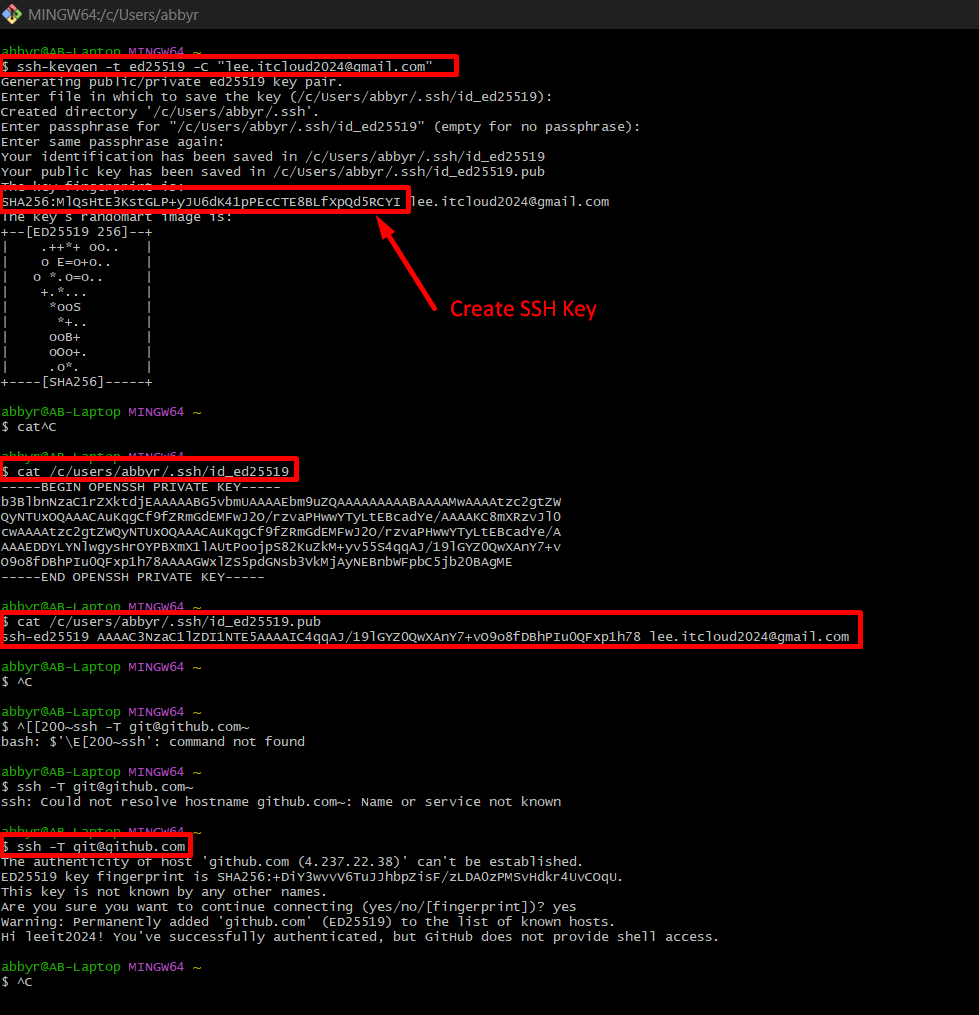 MINGW64:/c/Users/abbyr
abbyr@AB-Laptop MINGW64 ~
$ ssh-keygen -t ed25519 -C "lee.itcloud2024@gmail.com"
Generating public/private ed25519 key pair.
Enter file in which to save the key (/c/Users/abbyr/.ssh/id_ed25519):
Created directory '/c/Users/abbyr/.ssh'.
Enter passphrase for "/c/Users/abbyr/.ssh/id_ed25519" (empty for no passphrase):
Enter same passphrase again:
Your identification has been saved in /c/Users/abbyr/.ssh/id_ed25519
Your public key has been saved in /c/Users/abbyr/.ssh/id_ed25519.pub
The key fingerprint is:
SHA256:MlQsHtE3KstGLP+yJU6dK41pPEcCTE8BLfXpQd5RCYI lee.itcloud2024@gmail.com
The key's randomart image is:
+--[ED25519 256]--+
|    .++*+ oo..   |
|    o E=o+o..    |
|   o *.o=o..     |
|    +.*...       |
|     *ooS        |
|      *+..       |
|     ooB+        |
|     oOo+.       |
|     .o*.        |
+----[SHA256]-----+
Create SSH Key
abbyr@AB-Laptop MINGW64 ~
$ cat^C
abbyr@AB-Laptop MINGW64 ~
$ cat /c/users/abbyr/.ssh/id_ed25519
-----BEGIN OPENSSH PRIVATE KEY-----
[private key body withheld for security]
-----END OPENSSH PRIVATE KEY-----
abbyr@AB-Laptop MINGW64 ~
$ cat /c/users/abbyr/.ssh/id_ed25519.pub
ssh-ed25519 AAAAC3NzaC1lZDI1NTE5AAAAIC4qqAJ/19lGYZ0QwXAnY7+vO9o8fDBhPIu0QFxp1h78 lee.itcloud2024@gmail.com
abbyr@AB-Laptop MINGW64 ~
$ ^C
abbyr@AB-Laptop MINGW64 ~
$ ^[[200~ssh -T git@github.com~
bash: $'\E[200~ssh': command not found
abbyr@AB-Laptop MINGW64 ~
$ ssh -T git@github.com~
ssh: Could not resolve hostname github.com~: Name or service not known
abbyr@AB-Laptop MINGW64 ~
$ ssh -T git@github.com
The authenticity of host 'github.com (4.237.22.38)' can't be established.
ED25519 key fingerprint is SHA256:+DiY3wvvV6TuJJhbpZisF/zLDA0zPMSvHdkr4UvCOqU.
This key is not known by any other names.
Are you sure you want to continue connecting (yes/no/[fingerprint])? yes
Warning: Permanently added 'github.com' (ED25519) to the list of known hosts.
Hi leeit2024! You've successfully authenticated, but GitHub does not provide shell access.
abbyr@AB-Laptop MINGW64 ~
$ ^C